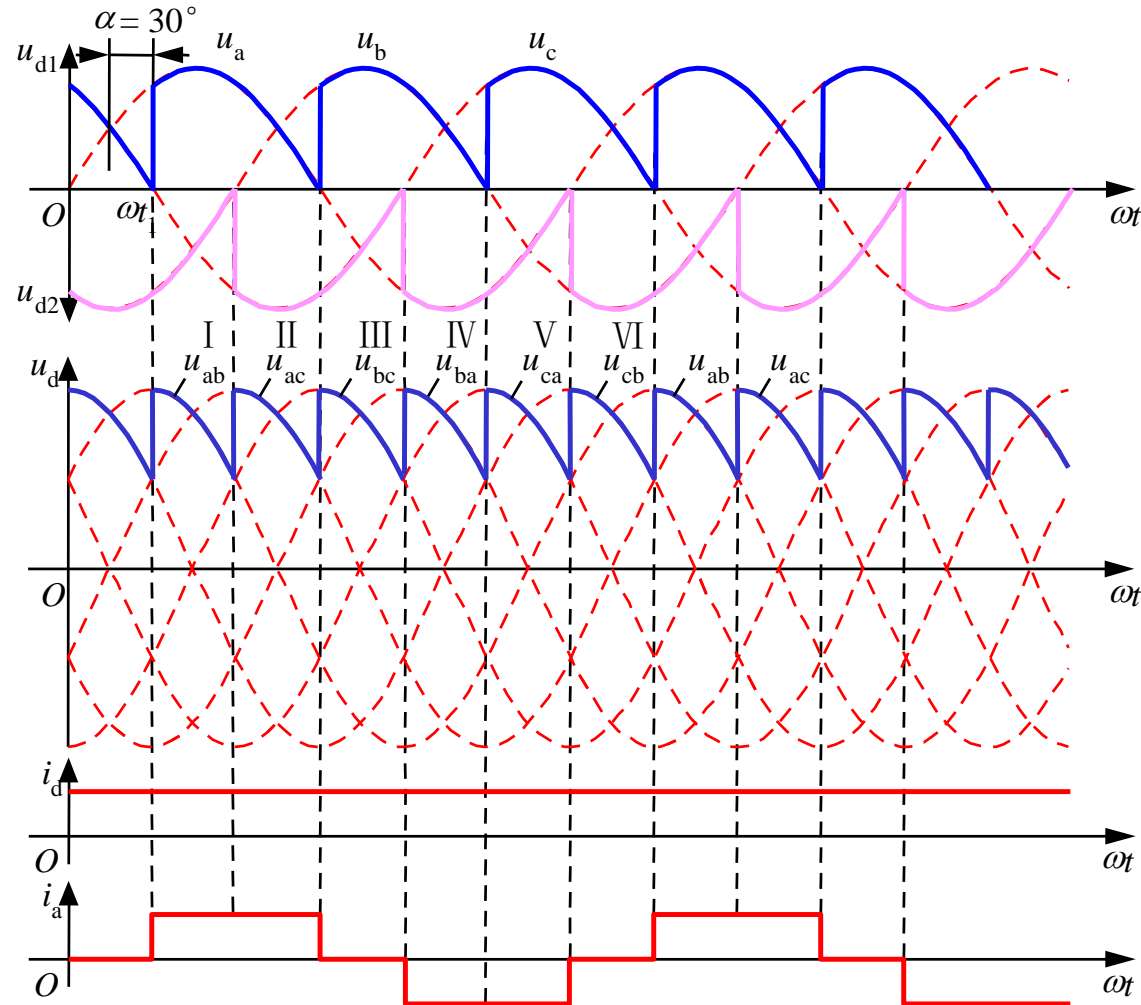 α = 30°
u_d1 u_a u_b u_c
O ωt_1 ωt
u_d2
Ⅰ Ⅱ Ⅲ Ⅳ Ⅴ Ⅵ
u_d u_ab u_ac u_bc u_ba u_ca u_cb u_ab u_ac
O ωt
i_d
O ωt
i_a
O ωt